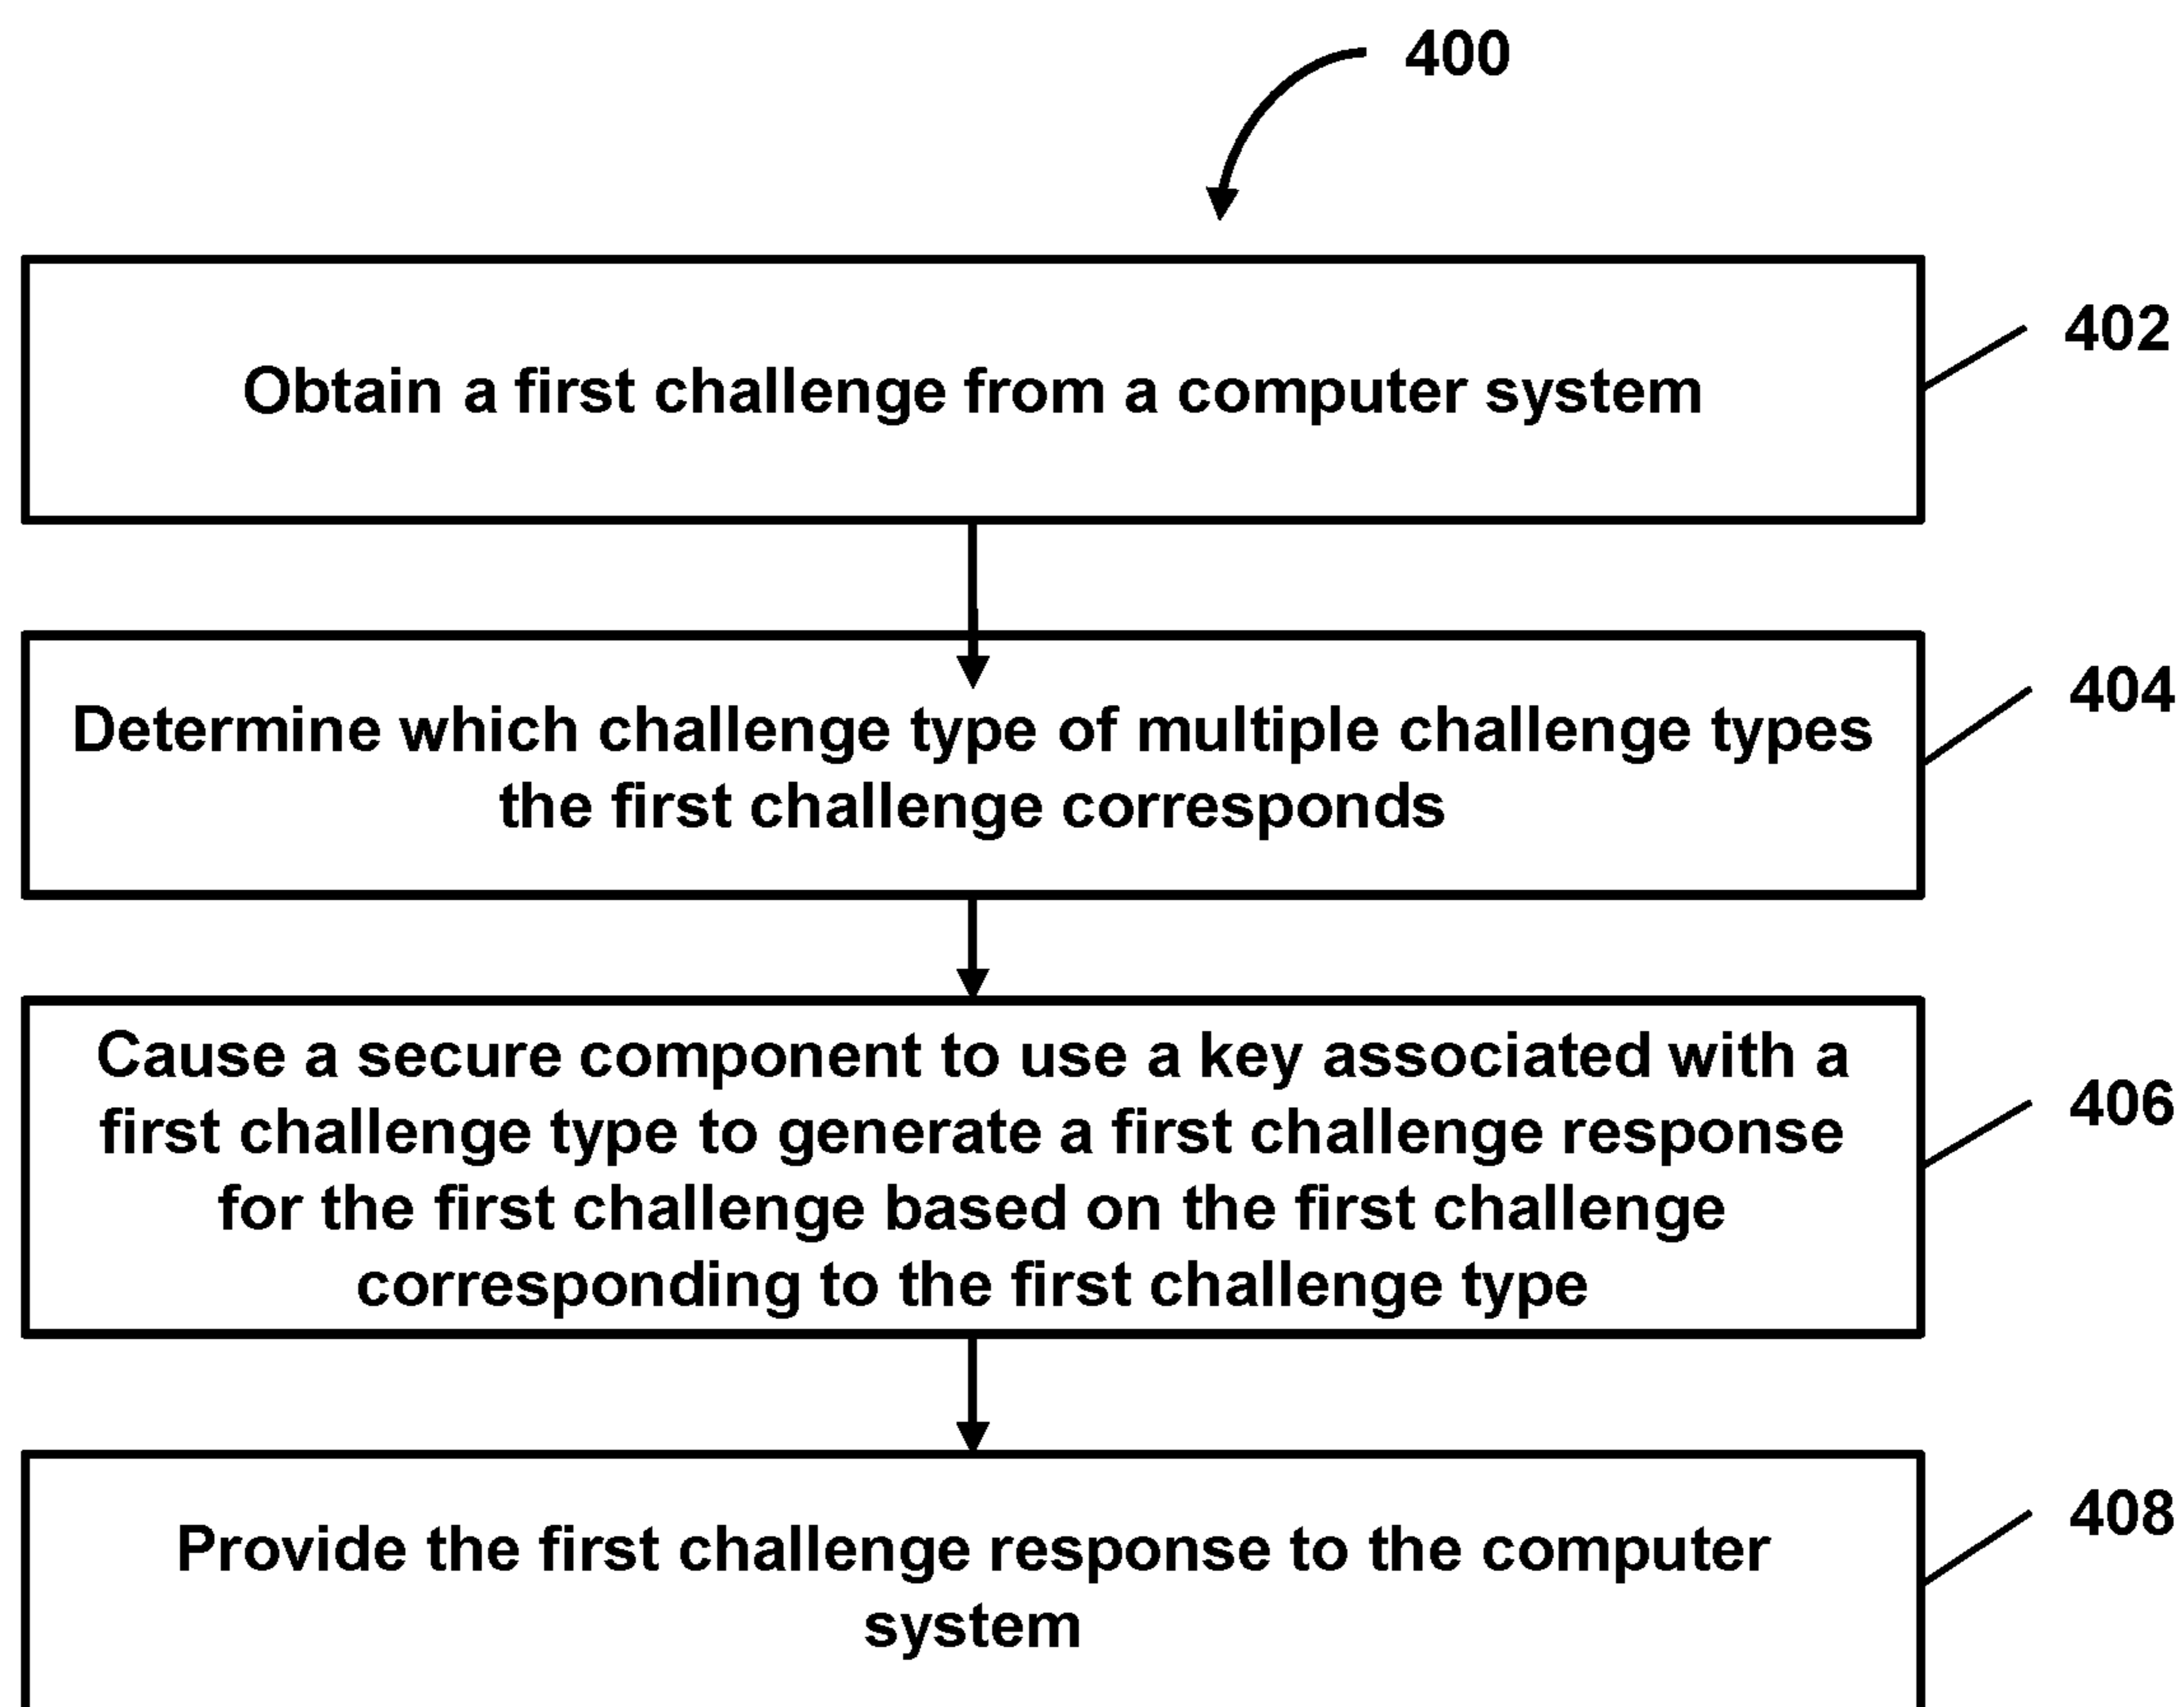 400
Obtain a first challenge from a computer system
402
Determine which challenge type of multiple challenge types
the first challenge corresponds
404
Cause a secure component to use a key associated with a
first challenge type to generate a first challenge response
for the first challenge based on the first challenge
corresponding to the first challenge type
406
Provide the first challenge response to the computer
system
408